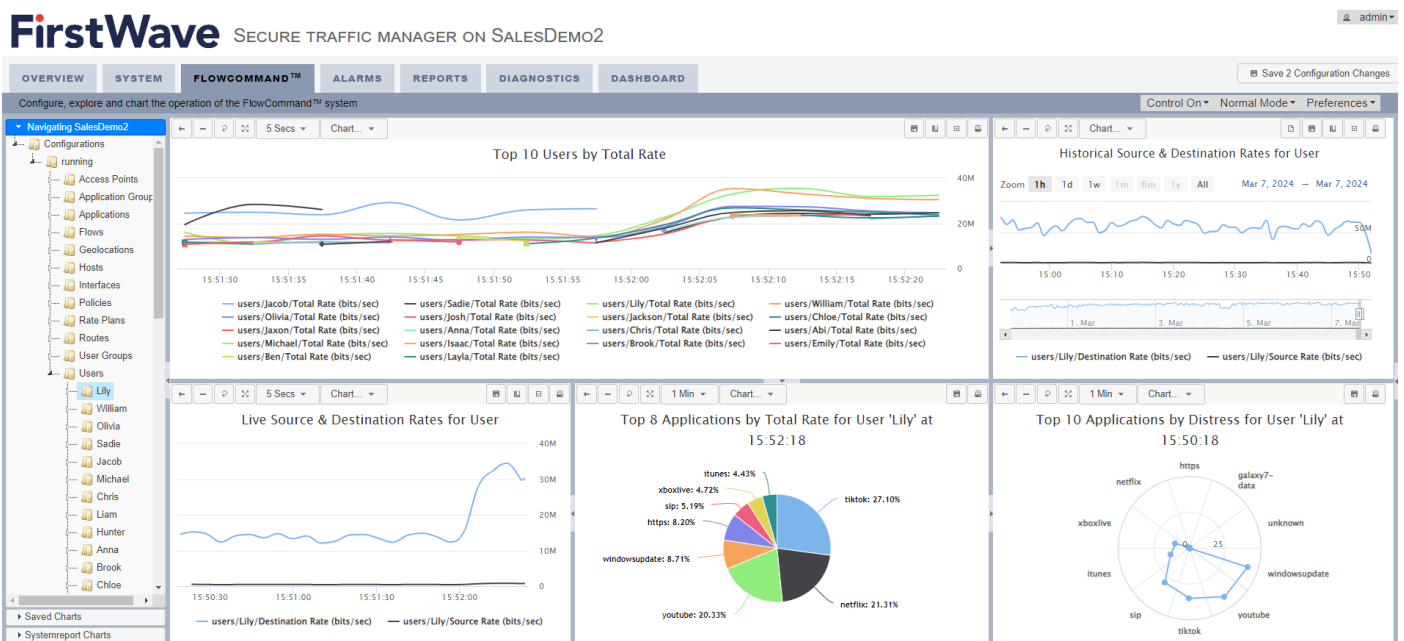 FirstWave SECURE TRAFFIC MANAGER ON SALESDEMO2
admin
OVERVIEW SYSTEM FLOWCOMMAND™ ALARMS REPORTS DIAGNOSTICS DASHBOARD
Save 2 Configuration Changes
Configure, explore and chart the operation of the FlowCommand™ system
Control On Normal Mode Preferences
Navigating SalesDemo2
Configurations
running
Access Points
Application Group
Applications
Flows
Geolocations
Hosts
Interfaces
Policies
Rate Plans
Routes
User Groups
Users
Lily
William
Olivia
Sadie
Jacob
Michael
Chris
Liam
Hunter
Anna
Brook
Chloe
Saved Charts
Systemreport Charts
5 Secs Chart...
Top 10 Users by Total Rate
40M
20M
0
15:51:30 15:51:35 15:51:40 15:51:45 15:51:50 15:51:55 15:52:00 15:52:05 15:52:10 15:52:15 15:52:20
users/Jacob/Total Rate (bits/sec) users/Sadie/Total Rate (bits/sec) users/Lily/Total Rate (bits/sec) users/William/Total Rate (bits/sec)
users/Olivia/Total Rate (bits/sec) users/Josh/Total Rate (bits/sec) users/Jackson/Total Rate (bits/sec) users/Chloe/Total Rate (bits/sec)
users/Jaxon/Total Rate (bits/sec) users/Anna/Total Rate (bits/sec) users/Chris/Total Rate (bits/sec) users/Abi/Total Rate (bits/sec)
users/Michael/Total Rate (bits/sec) users/Isaac/Total Rate (bits/sec) users/Brook/Total Rate (bits/sec) users/Emily/Total Rate (bits/sec)
users/Ben/Total Rate (bits/sec) users/Layla/Total Rate (bits/sec)
Chart...
Historical Source & Destination Rates for User
Zoom 1h 1d 1w 1m 6m 1y All Mar 7, 2024 → Mar 7, 2024
50M
0
15:00 15:10 15:20 15:30 15:40 15:50
1. Mar 3. Mar 5. Mar 7. Mar
users/Lily/Destination Rate (bits/sec) users/Lily/Source Rate (bits/sec)
5 Secs Chart...
Live Source & Destination Rates for User
40M
30M
20M
10M
0
15:50:30 15:51:00 15:51:30 15:52:00
users/Lily/Destination Rate (bits/sec) users/Lily/Source Rate (bits/sec)
1 Min Chart...
Top 8 Applications by Total Rate for User 'Lily' at
15:52:18
itunes: 4.43%
xboxlive: 4.72%
sip: 5.19%
https: 8.20%
windowsupdate: 8.71%
youtube: 20.33%
tiktok: 27.10%
netflix: 21.31%
1 Min Chart...
Top 10 Applications by Distress for User 'Lily' at
15:50:18
https
galaxy7-
data
unknown
windowsupdate
youtube
tiktok
sip
itunes
xboxlive
netflix
0 25